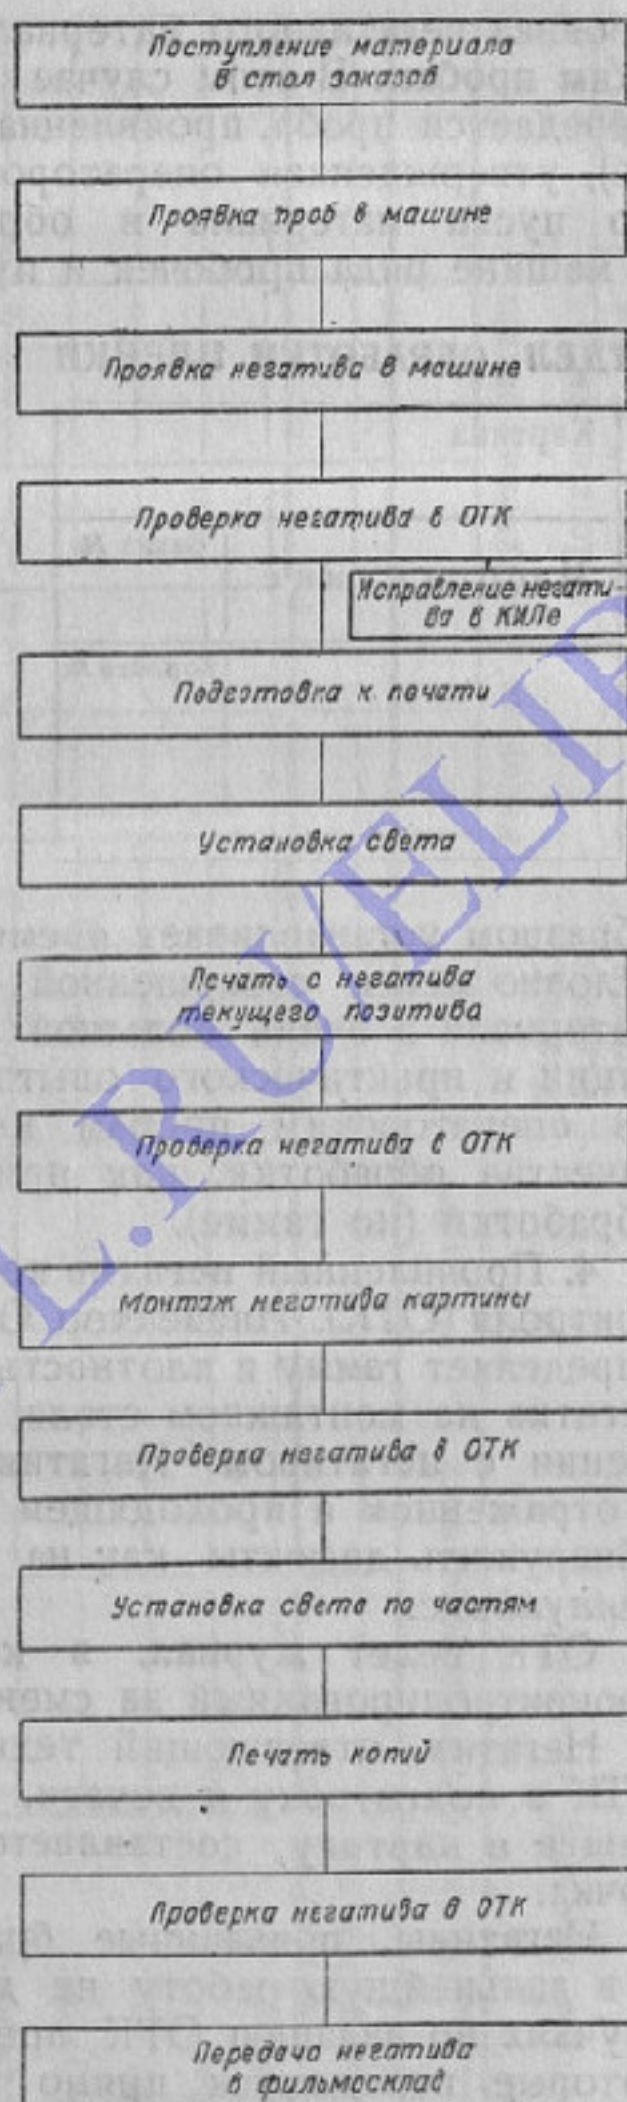 Поступление материала
в стол заказов
Проявка проб в машине
Проявка негатива в машине
Проверка негатива в ОТК
Исправление негати-
ва в КИЛе
Подготовка к печати
Установка света
Печать с негатива
текущего позитива
Проверка негатива в ОТК
Монтаж негатива картины
Проверка негатива в ОТК
Установка света по частям
Печать копий
Проверка негатива в ОТК
Передача негатива
в фильмосклад
L.RU/ELIB